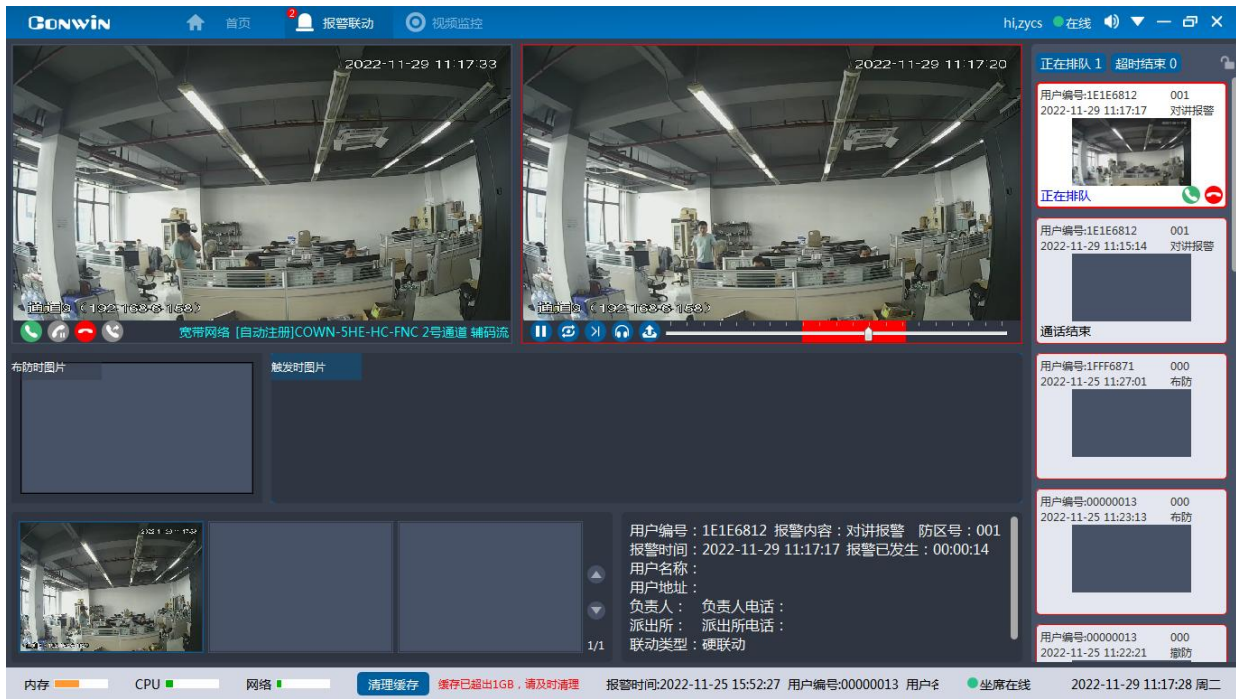 CONWIN
首页
2
报警联动
视频监控
hi,zycs
在线
2022-11-29 11:17:33
2022-11-29 11:17:20
宽带网络 [自动注册]COWN-5HE-HC-FNC 2号通道 辅码流
布防时图片
触发时图片
1/1
用户编号：1E1E6812 报警内容：对讲报警 防区号：001
报警时间：2022-11-29 11:17:17 报警已发生：00:00:14
用户名称：
用户地址：
负责人： 负责人电话：
派出所： 派出所电话：
联动类型：硬联动
正在排队 1 超时结束 0
用户编号:1E1E6812 001
2022-11-29 11:17:17 对讲报警
正在排队
用户编号:1E1E6812 001
2022-11-29 11:15:14 对讲报警
通话结束
用户编号:1FFF6871 000
2022-11-25 11:27:01 布防
用户编号:00000013 000
2022-11-25 11:23:13 布防
用户编号:00000013 000
2022-11-25 11:22:21 撤防
内存
CPU
网络
清理缓存
缓存已超出1GB，请及时清理
报警时间:2022-11-25 15:52:27 用户编号:00000013
坐席在线
2022-11-29 11:17:28 周二